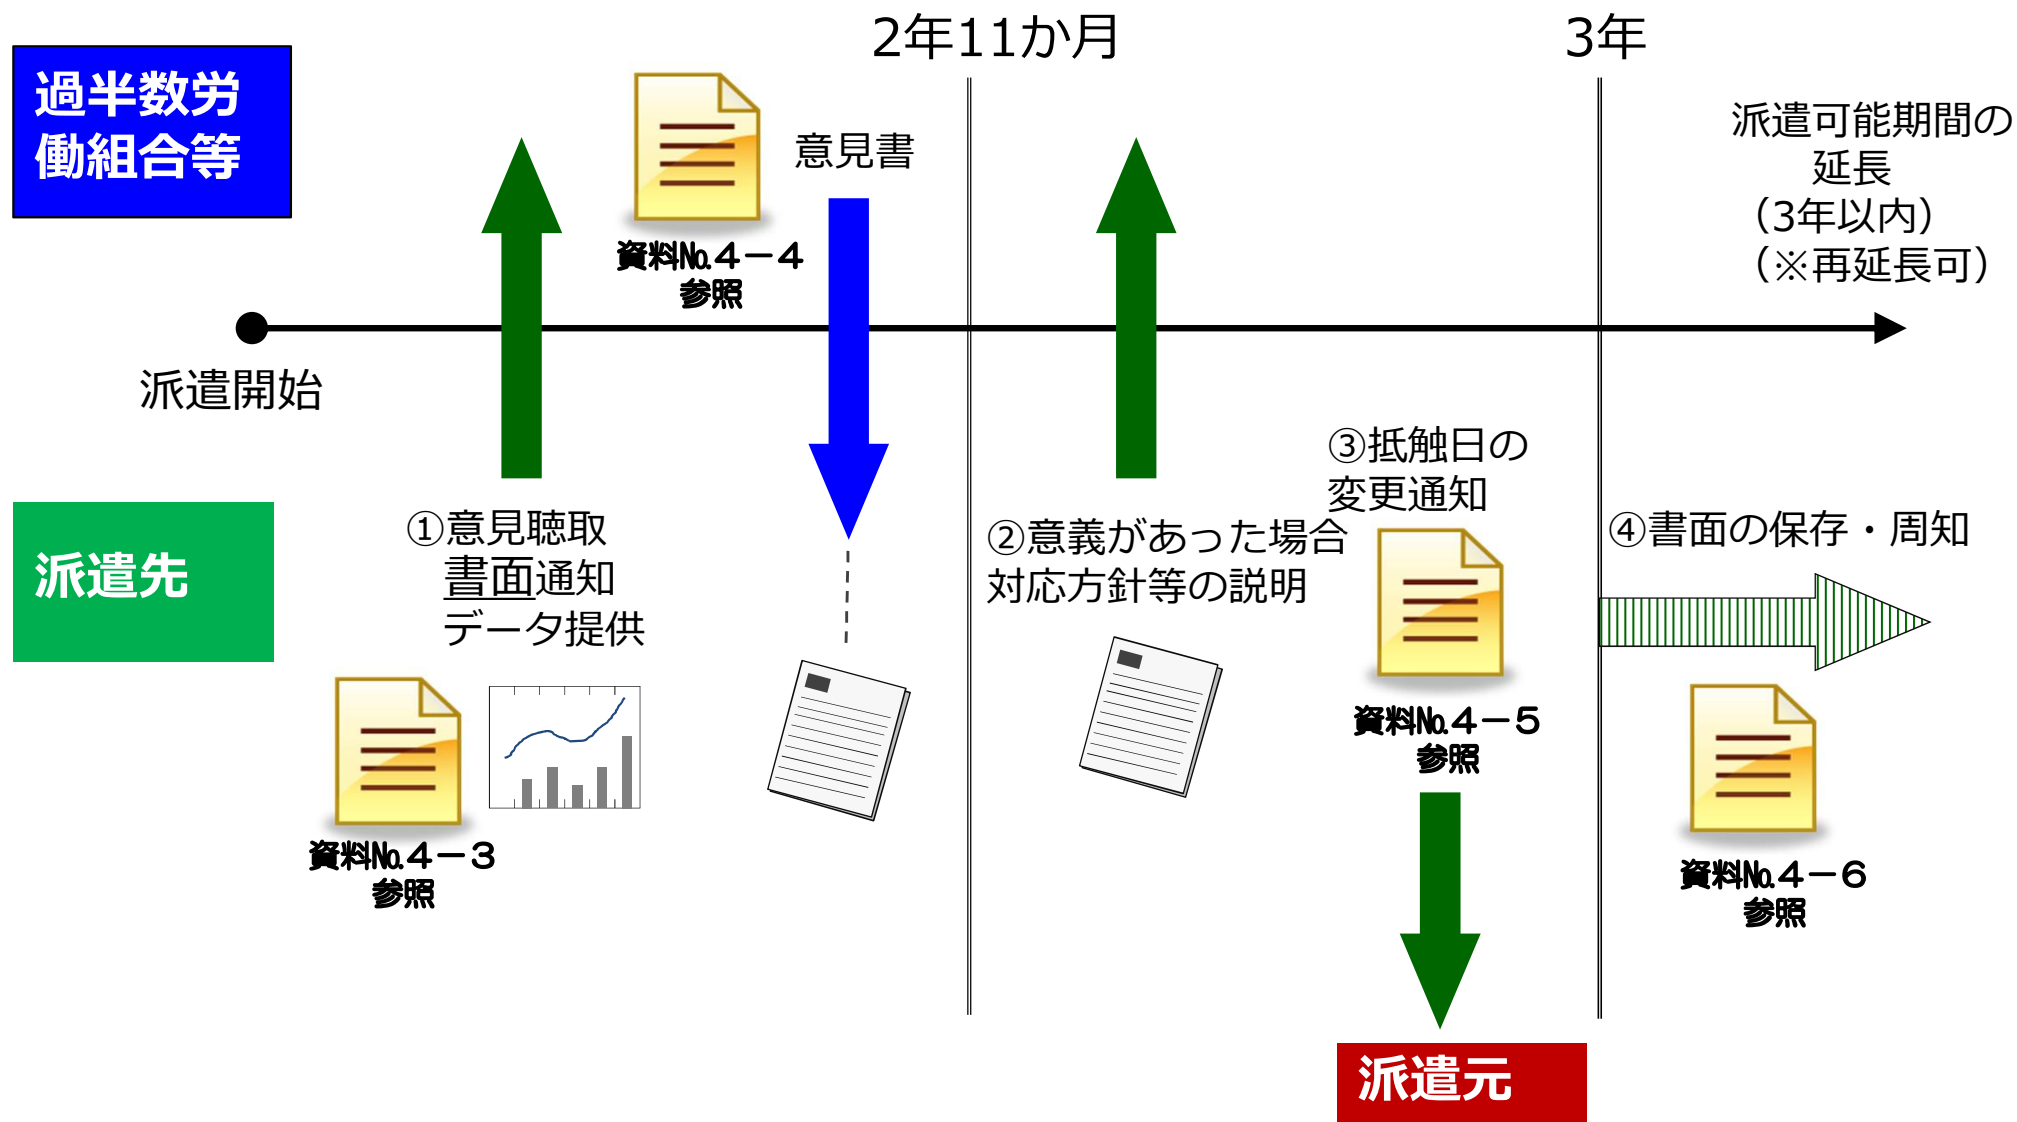 2年11か月
3年
過半数労
働組合等
意見書
資料№4－4
参照
派遣可能期間の
延長
（3年以内）
（※再延長可）
派遣開始
派遣先
①意見聴取
書面通知
データ提供
資料№4－3
参照
②意義があった場合
対応方針等の説明
③抵触日の
変更通知
資料№4－5
参照
④書面の保存・周知
資料№4－6
参照
派遣元